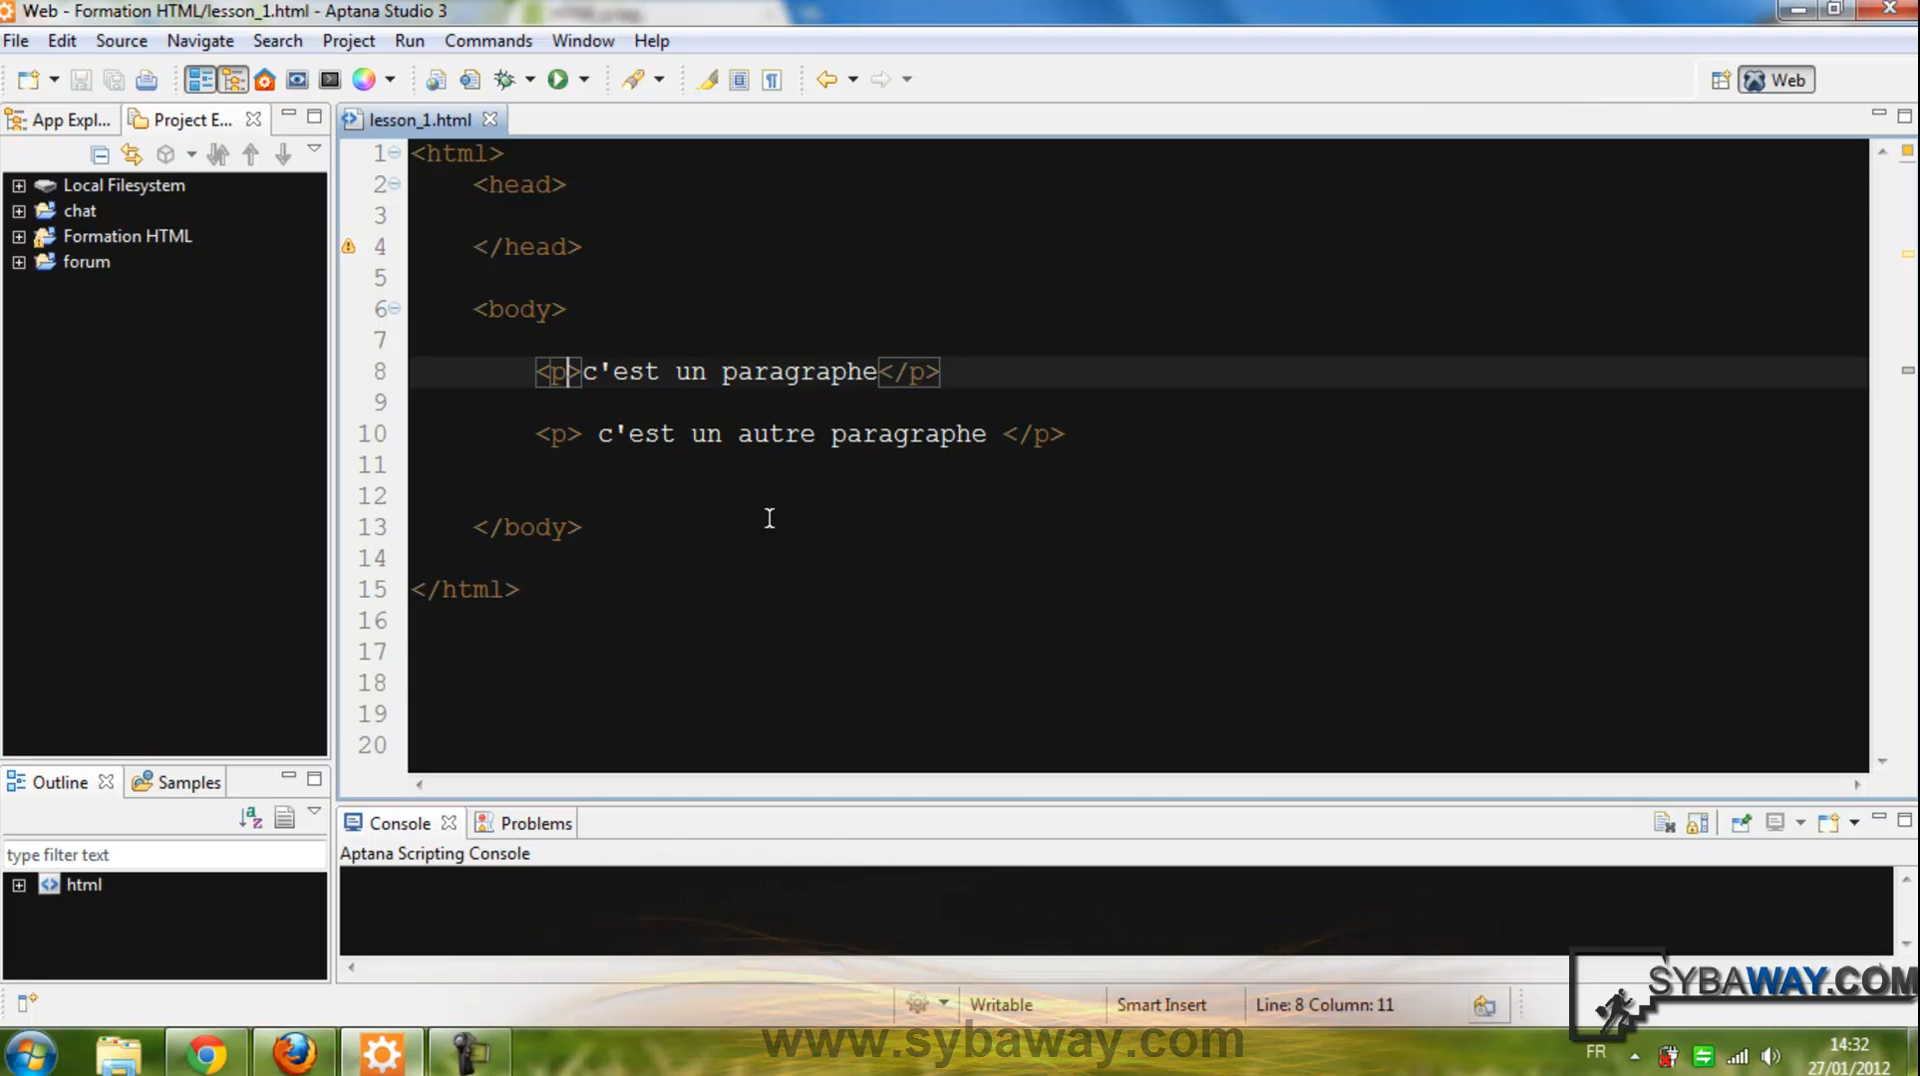 Web - Formation HTML/lesson_1.html - Aptana Studio 3
File Edit Source Navigate Search Project Run Commands Window Help
Web
App Expl... Project E...
lesson_1.html
Local Filesystem
chat
Formation HTML
forum
1 <html>
2 <head>
3
4 </head>
5
6 <body>
7
8 <p>c'est un paragraphe</p>
9
10 <p> c'est un autre paragraphe </p>
11
12
13 </body>
14
15 </html>
16
17
18
19
20
Outline Samples
type filter text
html
Console Problems
Aptana Scripting Console
Writable Smart Insert Line: 8 Column: 11
SYBAWAY.COM
www.sybaway.com
FR 14:32
27/01/2012